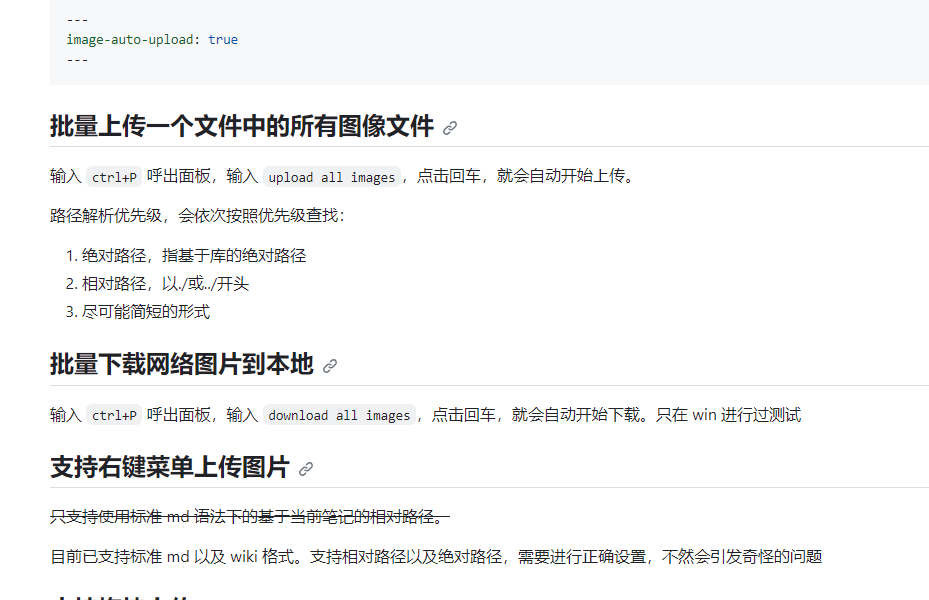 ---
image-auto-upload: true
---
批量上传一个文件中的所有图像文件
输入 ctrl+P 呼出面板，输入 upload all images，点击回车，就会自动开始上传。
路径解析优先级，会依次按照优先级查找：
1. 绝对路径，指基于库的绝对路径
2. 相对路径，以./或../开头
3. 尽可能简短的形式
批量下载网络图片到本地
输入 ctrl+P 呼出面板，输入 download all images，点击回车，就会自动开始下载。只在 win 进行过测试
支持右键菜单上传图片
只支持使用标准 md 语法下的基于当前笔记的相对路径。
目前已支持标准 md 以及 wiki 格式。支持相对路径以及绝对路径，需要进行正确设置，不然会引发奇怪的问题